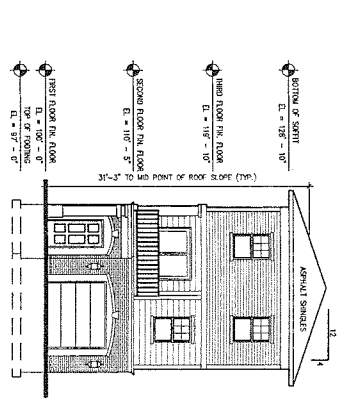 BOTTOM OF SOFFIT
EL = 128' - 10"
THIRD FLOOR FIN. FLOOR
EL = 119' - 10"
SECOND FLOOR FIN. FLOOR
EL = 110' - 5"
FIRST FLOOR FIN. FLOOR
EL = 100' - 0"
TOP OF FOOTING
EL = 97' - 0"
31'-3" TO MID POINT OF ROOF SLOPE (TYP.)
ASPHALT SHINGLES
12
4